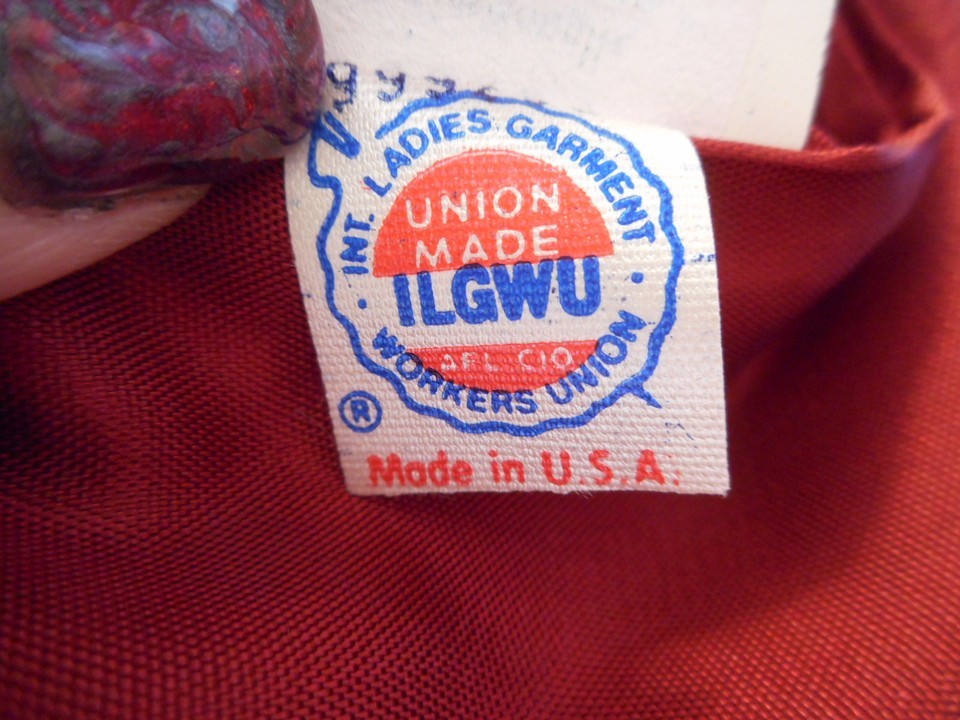 INT. LADIES GARMENT
UNION
MADE
ILGWU
AFL CIO
WORKERS UNION
®
Made in U.S.A.